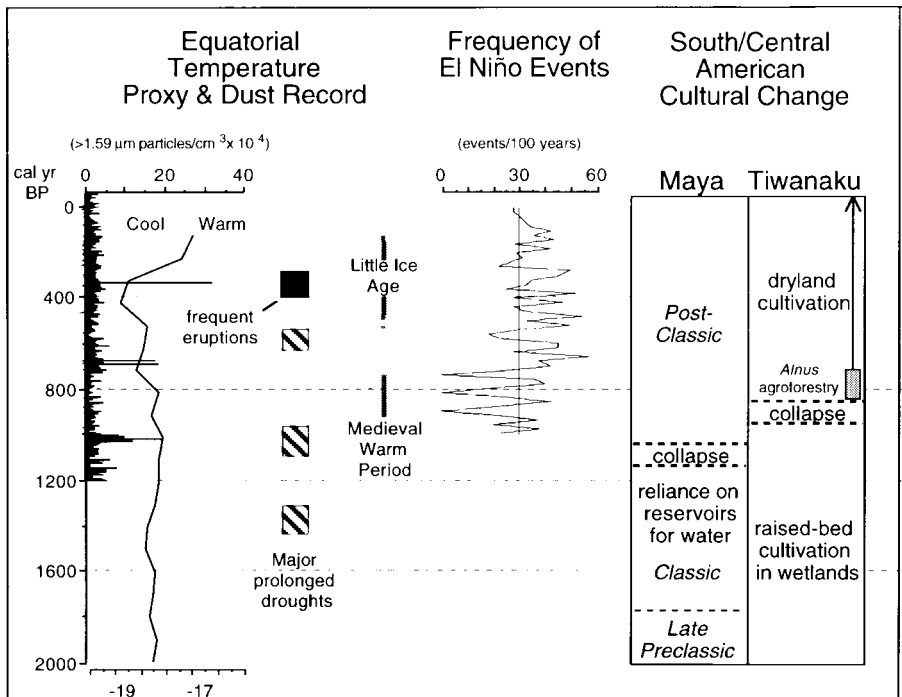 Equatorial
Temperature
Proxy & Dust Record
Frequency of
El Niño Events
South/Central
American
Cultural Change
(>1.59 µm particles/cm ³x 10 ⁴)
(events/100 years)
cal yr
BP
0 10 20 30 40
0 30 60
Maya Tiwanaku
0
400
800
1200
1600
2000
Cool Warm
frequent
eruptions
Major
prolonged
droughts
Little Ice
Age
Medieval
Warm
Period
Post-
Classic
collapse
reliance on
reservoirs
for water
Classic
Late
Preclassic
dryland
cultivation
Alnus
agroforestry
collapse
raised-bed
cultivation
in wetlands
-19 -17